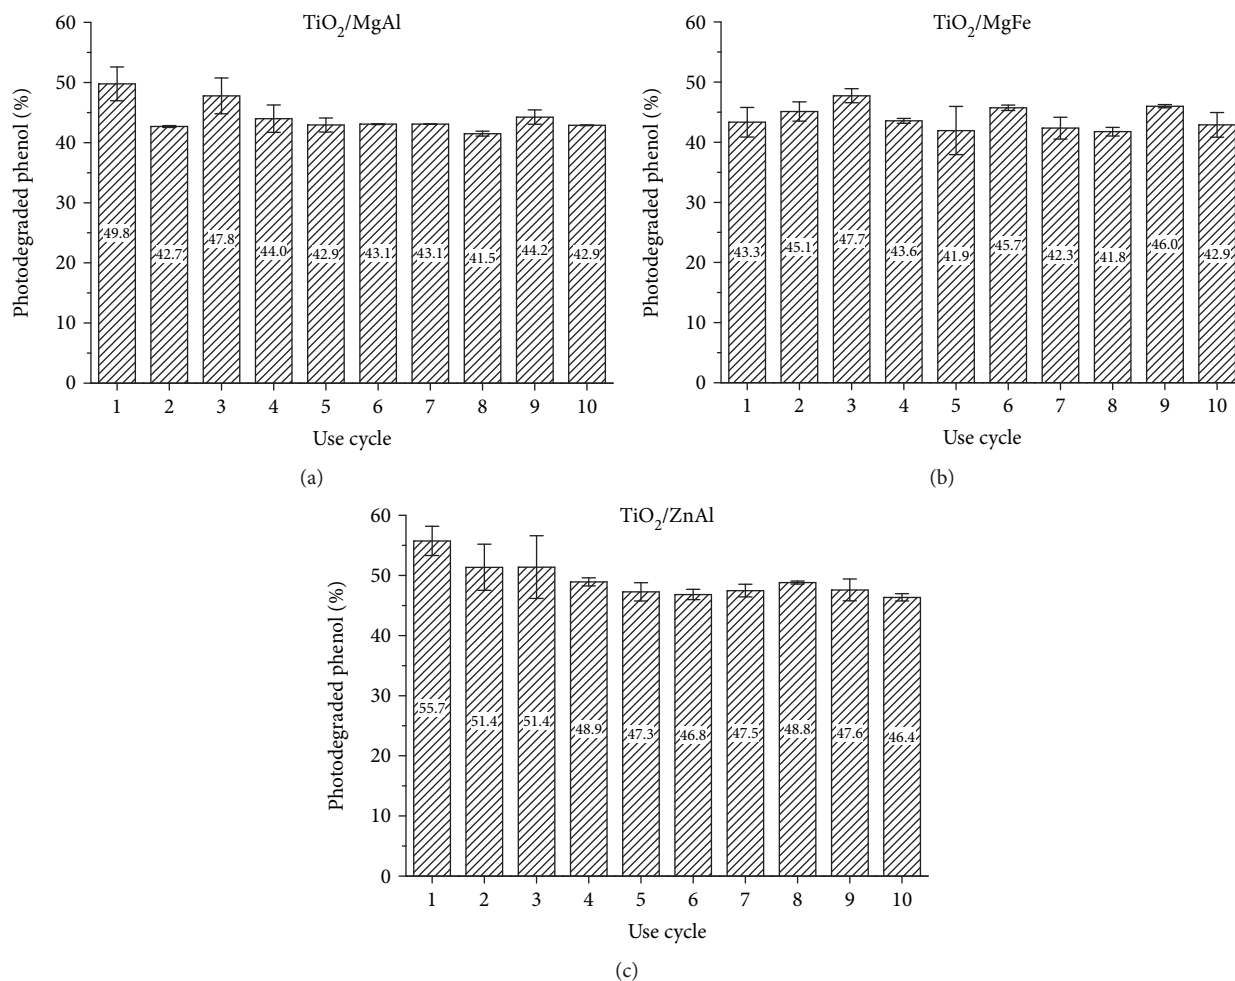 TiO2/MgAl
Photodegraded phenol (%)
60
50
40
30
20
10
0
49.8 42.7 47.8 44.0 42.9 43.1 43.1 41.5 44.2 42.9
1 2 3 4 5 6 7 8 9 10
Use cycle
(a)
TiO2/MgFe
Photodegraded phenol (%)
60
50
40
30
20
10
0
43.3 45.1 47.7 43.6 41.9 45.7 42.3 41.8 46.0 42.9
1 2 3 4 5 6 7 8 9 10
Use cycle
(b)
TiO2/ZnAl
Photodegraded phenol (%)
60
50
40
30
20
10
0
55.7 51.4 51.4 48.9 47.3 46.8 47.5 48.8 47.6 46.4
1 2 3 4 5 6 7 8 9 10
Use cycle
(c)